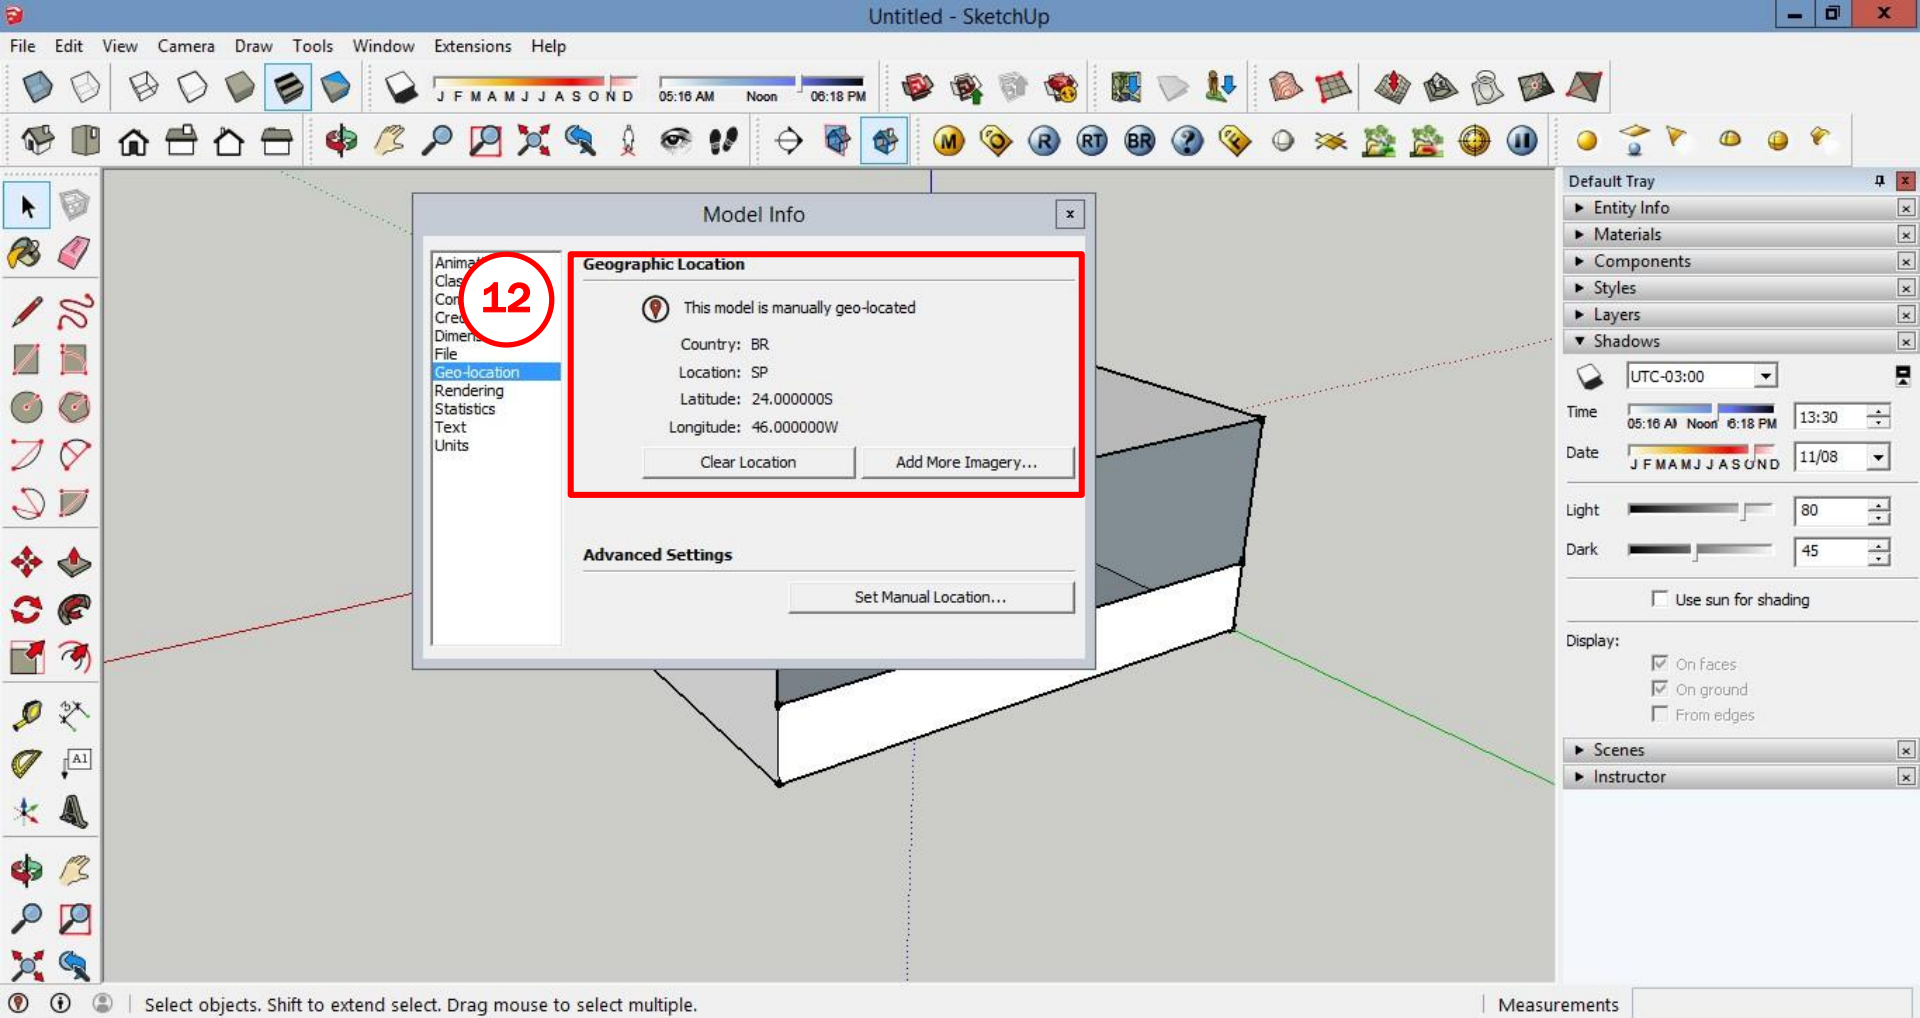 Untitled - SketchUp
File Edit View Camera Draw Tools Window Extensions Help
J F M A M J J A S O N D
05:16 AM Noon 06:18 PM
M R RT BR ?
Model Info
Geographic Location
12
This model is manually geo-located
Country: BR
Location: SP
Latitude: 24.000000S
Longitude: 46.000000W
Clear Location Add More Imagery...
File
Geo-location
Rendering
Statistics
Text
Units
Advanced Settings
Set Manual Location...
A1
Default Tray
Entity Info
Materials
Components
Styles
Layers
Shadows
UTC-03:00
Time 05:16 Noon 6:18 PM 13:30
Date J F M A M J J A S O N D 11/08
Light 80
Dark 45
Use sun for shading
Display:
On faces
On ground
From edges
Scenes
Instructor
Select objects. Shift to extend select. Drag mouse to select multiple.
Measurements